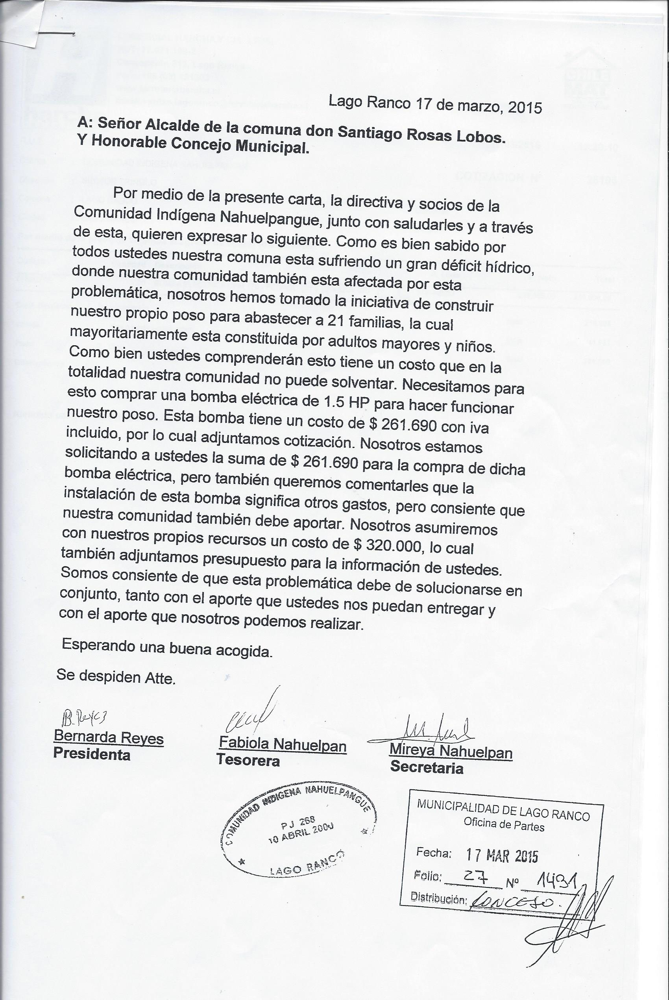 Lago Ranco 17 de marzo, 2015
A: Señor Alcalde de la comuna don Santiago Rosas Lobos.
Y Honorable Concejo Municipal.
Por medio de la presente carta, la directiva y socios de la
Comunidad Indígena Nahuelpangue, junto con saludarles y a través
de esta, quieren expresar lo siguiente. Como es bien sabido por
todos ustedes nuestra comuna esta sufriendo un gran déficit hídrico,
donde nuestra comunidad también esta afectada por esta
problemática, nosotros hemos tomado la iniciativa de construir
nuestro propio poso para abastecer a 21 familias, la cual
mayoritariamente esta constituida por adultos mayores y niños.
Como bien ustedes comprenderán esto tiene un costo que en la
totalidad nuestra comunidad no puede solventar. Necesitamos para
esto comprar una bomba eléctrica de 1.5 HP para hacer funcionar
nuestro poso. Esta bomba tiene un costo de $ 261.690 con iva
incluido, por lo cual adjuntamos cotización. Nosotros estamos
solicitando a ustedes la suma de $ 261.690 para la compra de dicha
bomba eléctrica, pero también queremos comentarles que la
instalación de esta bomba significa otros gastos, pero consiente que
nuestra comunidad también debe aportar. Nosotros asumiremos
con nuestros propios recursos un costo de $ 320.000, lo cual
también adjuntamos presupuesto para la información de ustedes.
Somos consiente de que esta problemática debe de solucionarse en
conjunto, tanto con el aporte que ustedes nos puedan entregar y
con el aporte que nosotros podemos realizar.
Esperando una buena acogida.
Se despiden Atte.
B. Reyes
Bernarda Reyes
Presidenta
Fabiola Nahuelpan
Tesorera
Mireya Nahuelpan
Secretaria
COMUNIDAD INDIGENA NAHUELPANGUE
PJ 268
10 ABRIL 2000
LAGO RANCO
MUNICIPALIDAD DE LAGO RANCO
Oficina de Partes
Fecha: 17 MAR 2015
Folio: 27 Nº 1491
Distribución: CONCEJO.